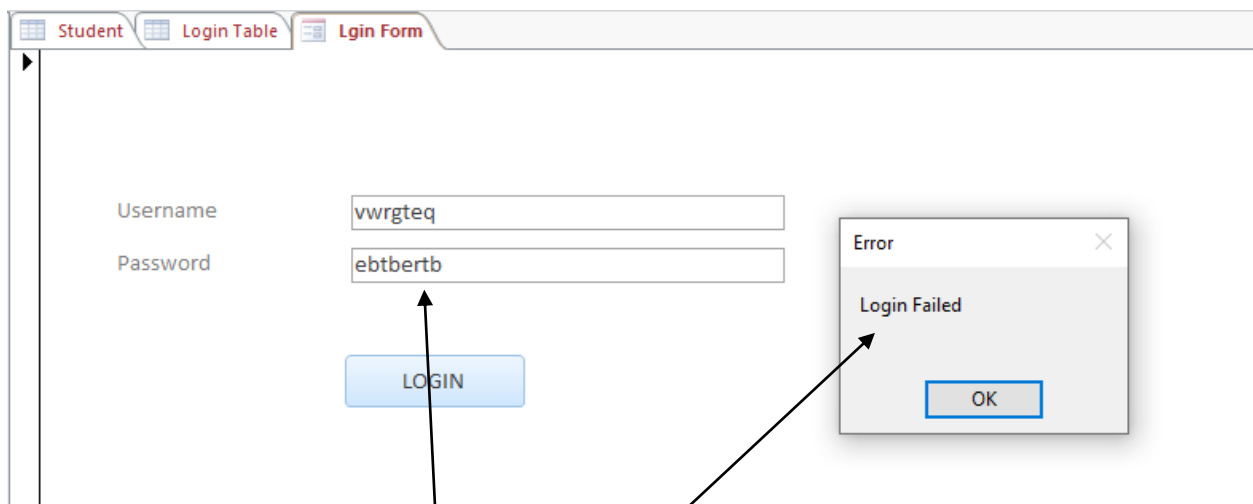 Student Login Table Lgin Form
Username vwrgteq
Password ebtbertb
LOGIN
Error
Login Failed
OK